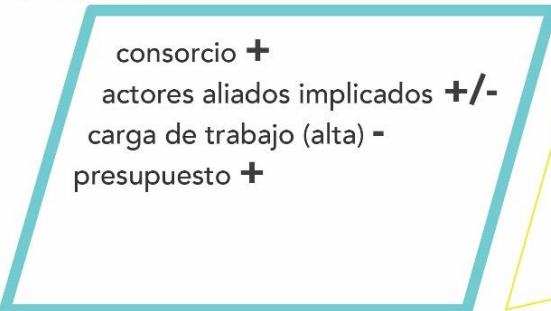 consorcio +
actores aliados implicados +/-
carga de trabajo (alta) -
presupuesto +